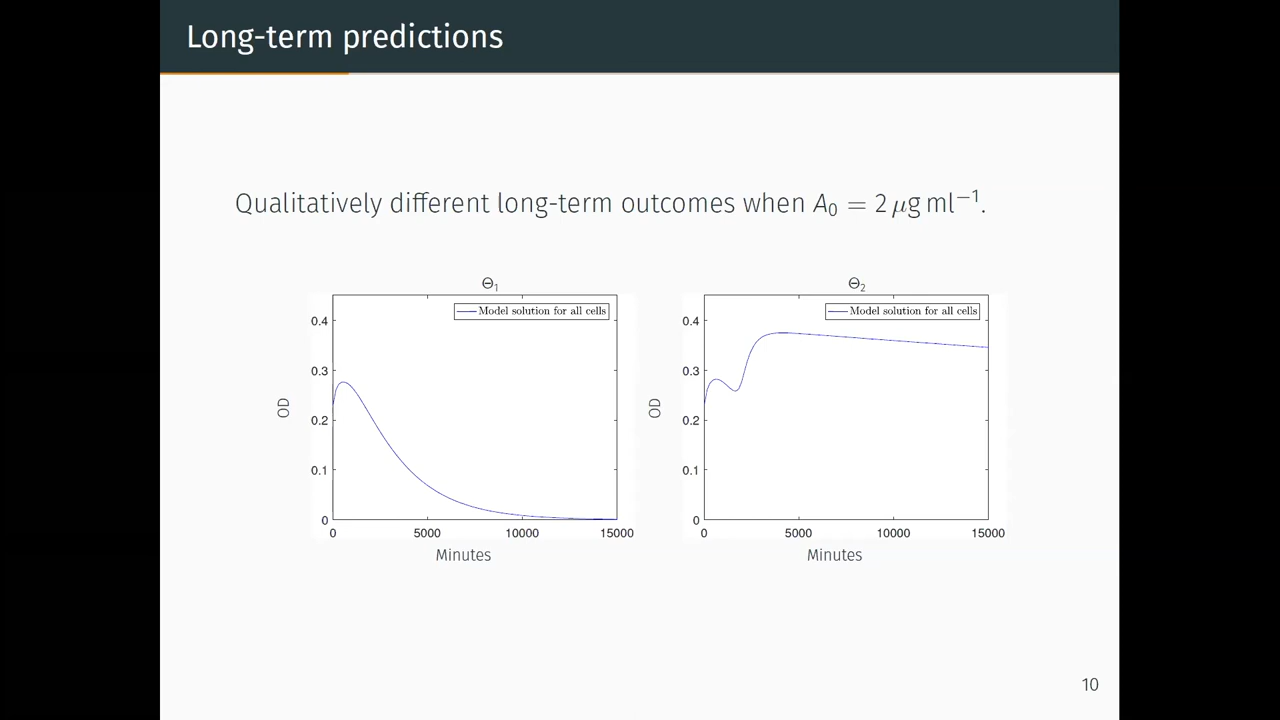 Long-term predictions
Qualitatively different long-term outcomes when A₀ = 2 μg ml⁻¹.
Θ₁
Model solution for all cells
0.4
0.3
0.2
0.1
0
OD
0 5000 10000 15000
Minutes
Θ₂
Model solution for all cells
0.4
0.3
0.2
0.1
0
OD
0 5000 10000 15000
Minutes
10